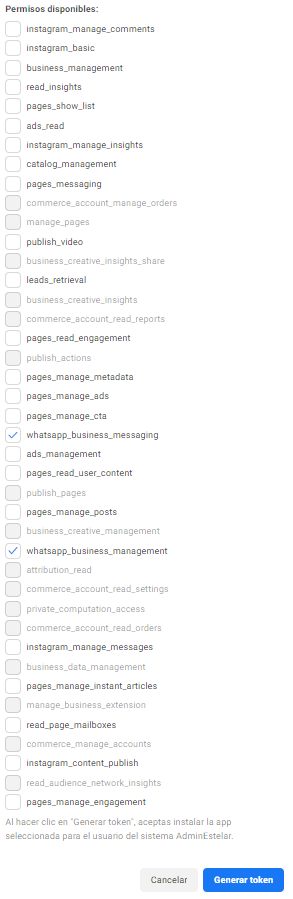 Permisos disponibles:
instagram_manage_comments
instagram_basic
business_management
read_insights
pages_show_list
ads_read
instagram_manage_insights
catalog_management
pages_messaging
commerce_account_manage_orders
manage_pages
publish_video
business_creative_insights_share
leads_retrieval
business_creative_insights
commerce_account_read_reports
pages_read_engagement
publish_actions
pages_manage_metadata
pages_manage_ads
pages_manage_cta
whatsapp_business_messaging
ads_management
pages_read_user_content
publish_pages
pages_manage_posts
business_creative_management
whatsapp_business_management
attribution_read
commerce_account_read_settings
private_computation_access
commerce_account_read_orders
instagram_manage_messages
business_data_management
pages_manage_instant_articles
manage_business_extension
read_page_mailboxes
commerce_manage_accounts
instagram_content_publish
read_audience_network_insights
pages_manage_engagement
Al hacer clic en "Generar token", aceptas instalar la app
seleccionada para el usuario del sistema AdminEstelar.
Cancelar
Generar token